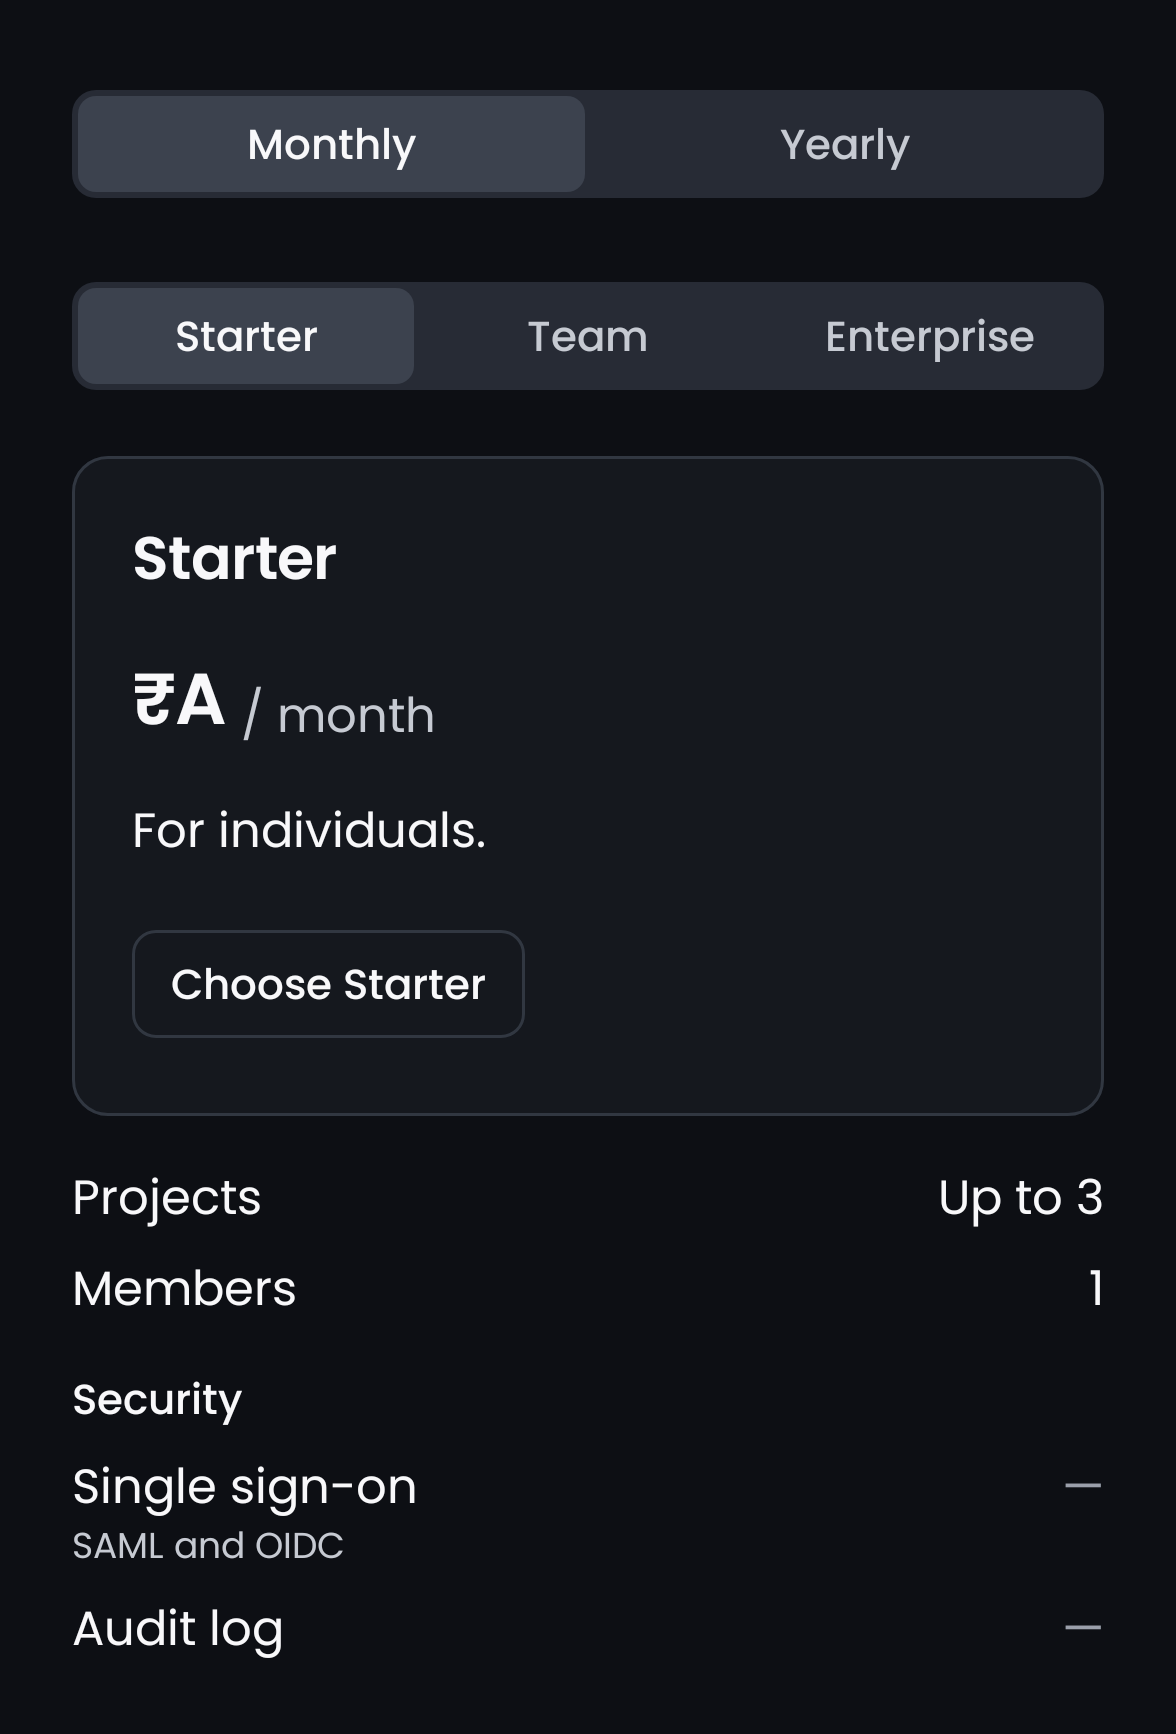 Monthly Yearly
Starter Team Enterprise
Starter
₹A / month
For individuals.
Choose Starter
Projects Up to 3
Members 1
Security
Single sign-on —
SAML and OIDC
Audit log —